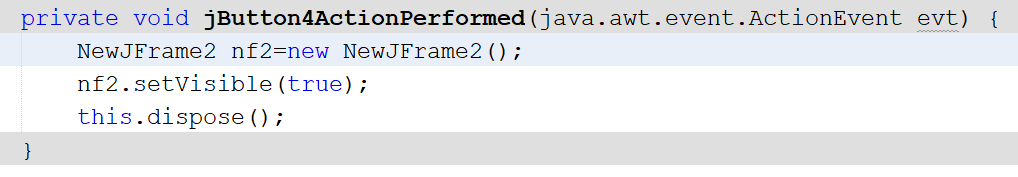 private void jButton4ActionPerformed(java.awt.event.ActionEvent evt) {
NewJFrame2 nf2=new NewJFrame2();
nf2.setVisible(true);
this.dispose();
}